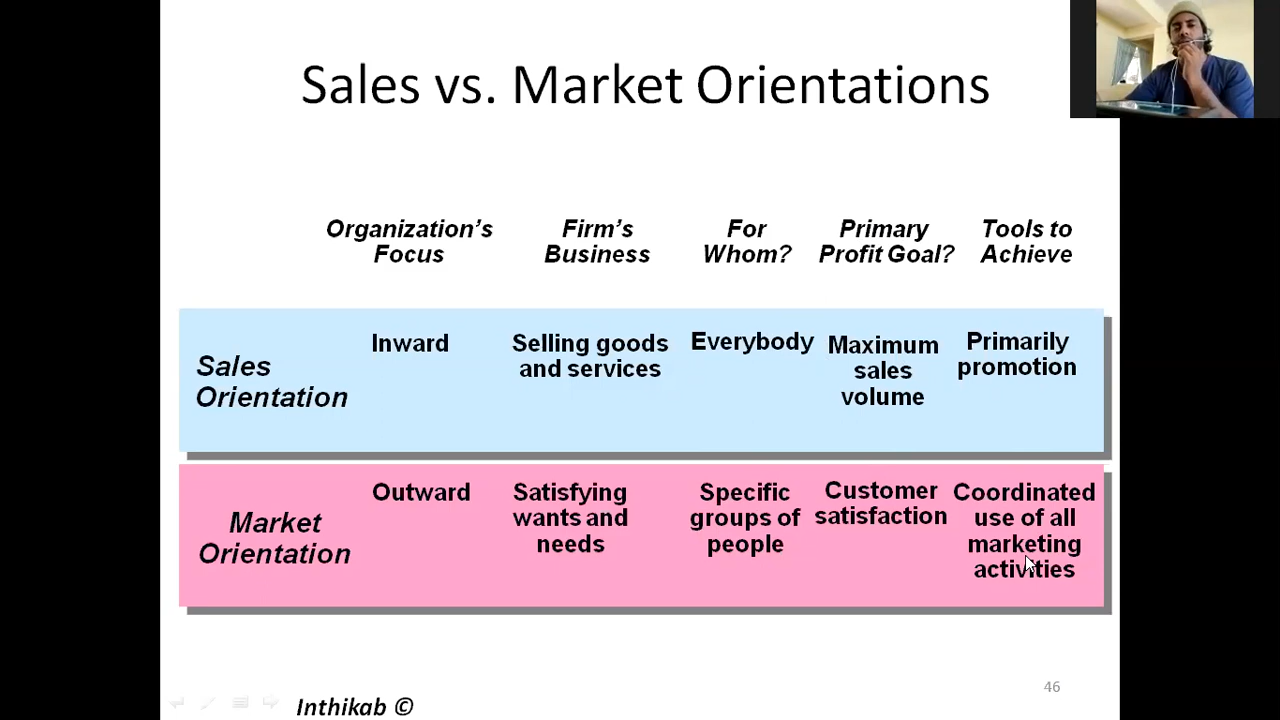 Sales vs. Market Orientations
Organization's
Focus
Firm's
Business
For
Whom?
Primary
Profit Goal?
Tools to
Achieve
Sales
Orientation
Inward
Selling goods
and services
Everybody
Maximum
sales
volume
Primarily
promotion
Market
Orientation
Outward
Satisfying
wants and
needs
Specific
groups of
people
Customer
satisfaction
Coordinated
use of all
marketing
activities
46
Inthikab ©